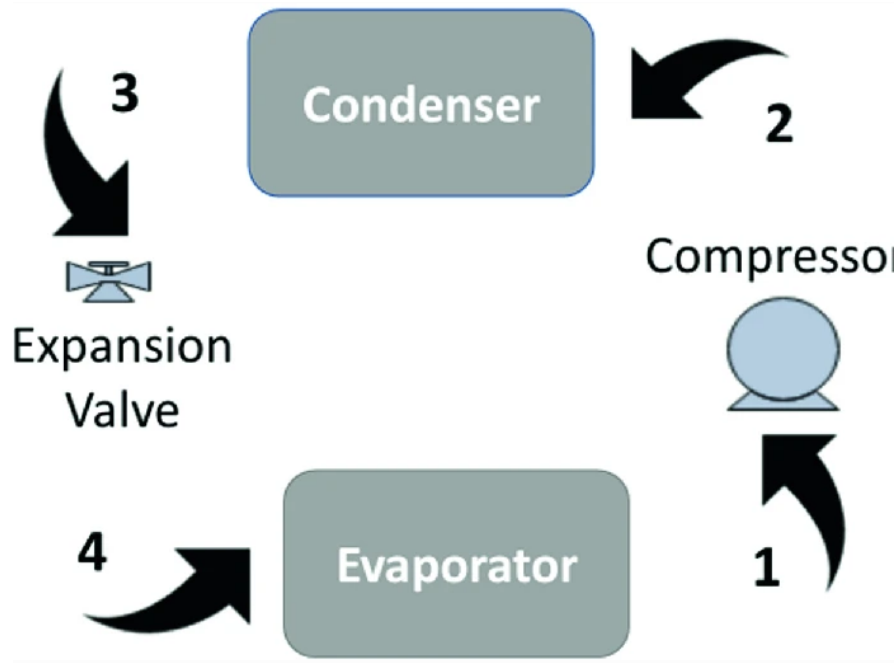 3
Condenser
2
Compressor
Expansion
Valve
4
Evaporator
1